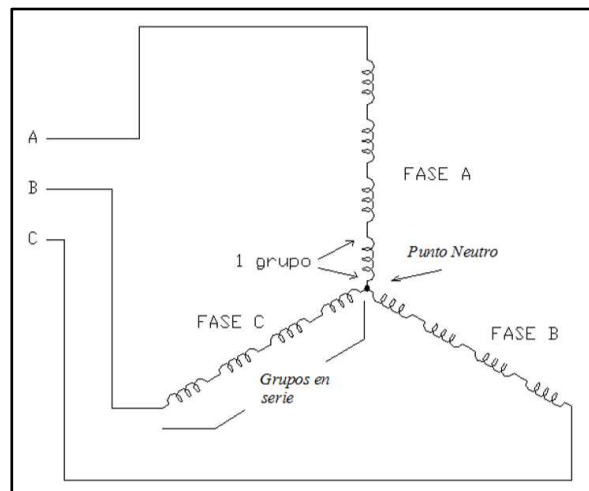 A
FASE A
B
C
1 grupo
Punto Neutro
FASE C
FASE B
Grupos en
serie